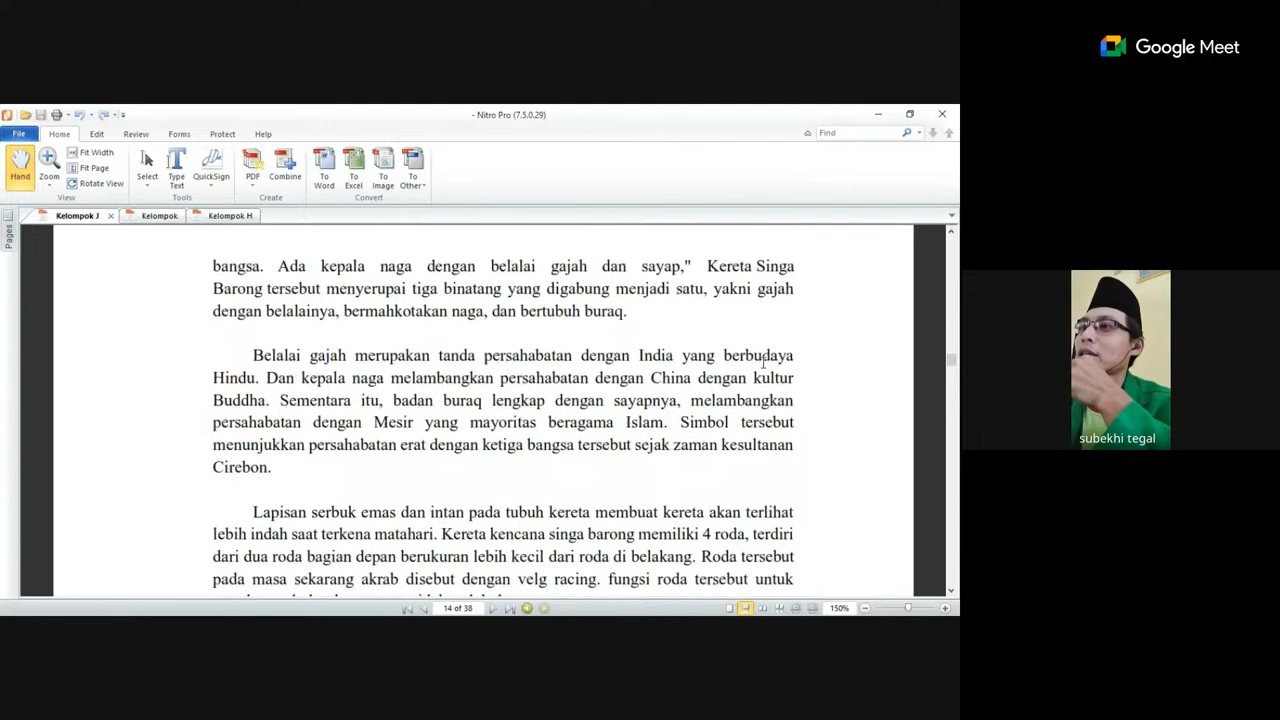 Google Meet
- Nitro Pro (7.5.0.29)
File Home Edit Review Forms Protect Help
Find
Hand
Zoom
Fit Width
Fit Page
Rotate View
View
Select
Type Text
QuickSign
Tools
PDF
Combine
Create
To Word
To Excel
To Image
To Other
Convert
Kelompok J
Kelompok
Kelompok H
Pages
bangsa. Ada kepala naga dengan belalai gajah dan sayap," Kereta Singa
Barong tersebut menyerupai tiga binatang yang digabung menjadi satu, yakni gajah
dengan belalainya, bermahkotakan naga, dan bertubuh buraq.
Belalai gajah merupakan tanda persahabatan dengan India yang berbudaya
Hindu. Dan kepala naga melambangkan persahabatan dengan China dengan kultur
Buddha. Sementara itu, badan buraq lengkap dengan sayapnya, melambangkan
persahabatan dengan Mesir yang mayoritas beragama Islam. Simbol tersebut
menunjukkan persahabatan erat dengan ketiga bangsa tersebut sejak zaman kesultanan
Cirebon.
Lapisan serbuk emas dan intan pada tubuh kereta membuat kereta akan terlihat
lebih indah saat terkena matahari. Kereta kencana singa barong memiliki 4 roda, terdiri
dari dua roda bagian depan berukuran lebih kecil dari roda di belakang. Roda tersebut
pada masa sekarang akrab disebut dengan velg racing. fungsi roda tersebut untuk
14 of 38
150%
subekhi tegal